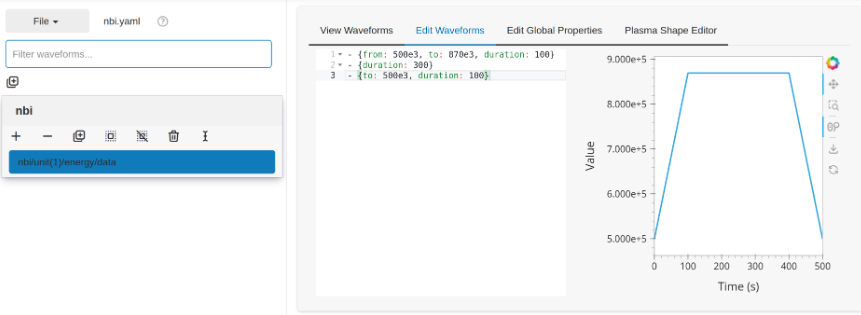 File
nbi.yaml
Filter waveforms...
nbi
nbi/unit(1)/energy/data
View Waveforms Edit Waveforms Edit Global Properties Plasma Shape Editor
1 - {from: 500e3, to: 870e3, duration: 100}
2 - {duration: 300}
3 - {to: 500e3, duration: 100}
9.000e+5
8.000e+5
7.000e+5
6.000e+5
5.000e+5
Value
0 100 200 300 400 500
Time (s)